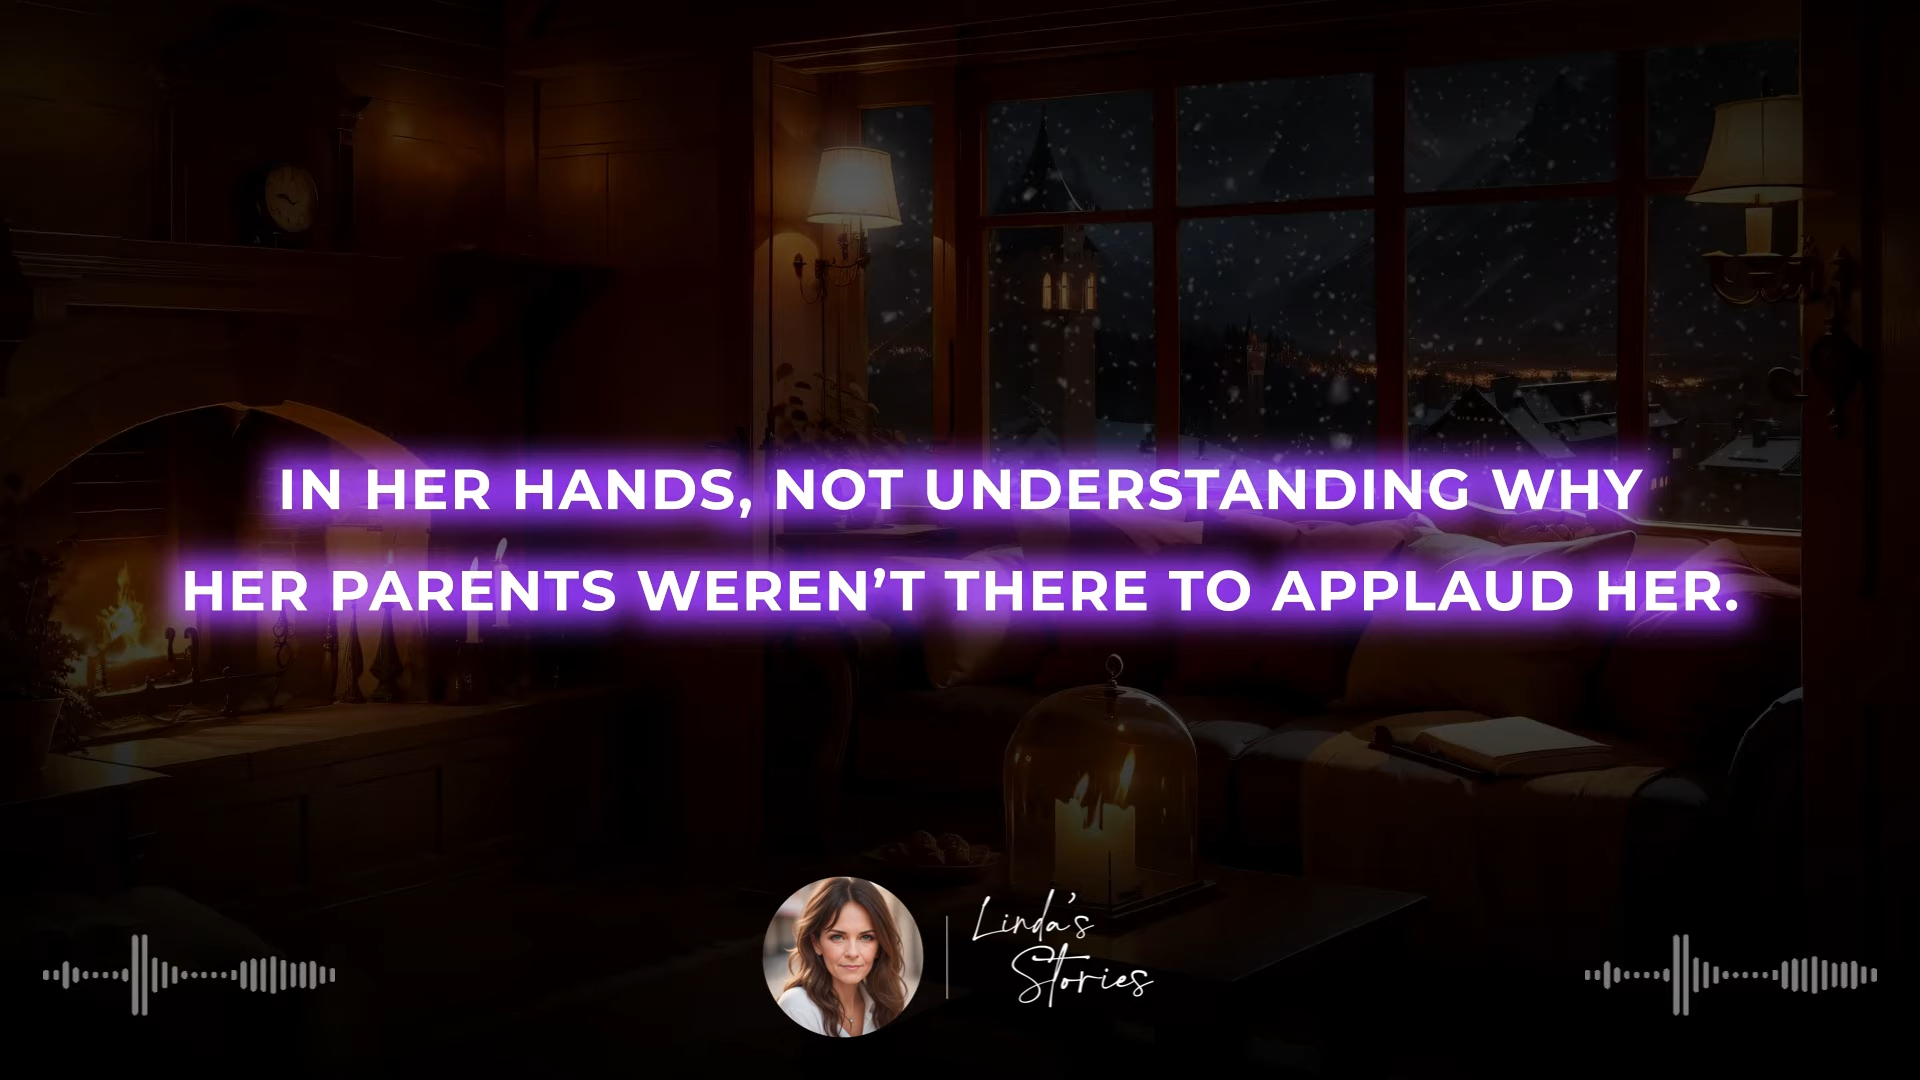 IN HER HANDS, NOT UNDERSTANDING WHY
HER PARENTS WEREN’T THERE TO APPLAUD HER.
Linda's
Stories